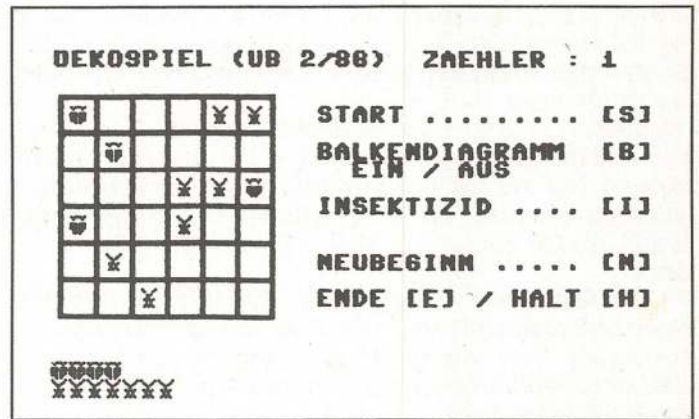 DEKOSPIEL (UB 2/86) ZAEHLER : 1
START ......... [S]
BALKENDIAGRAMM [B]
EIN / AUS
INSEKTIZID .... [I]
NEUBEGINN ..... [N]
ENDE [E] / HALT [H]